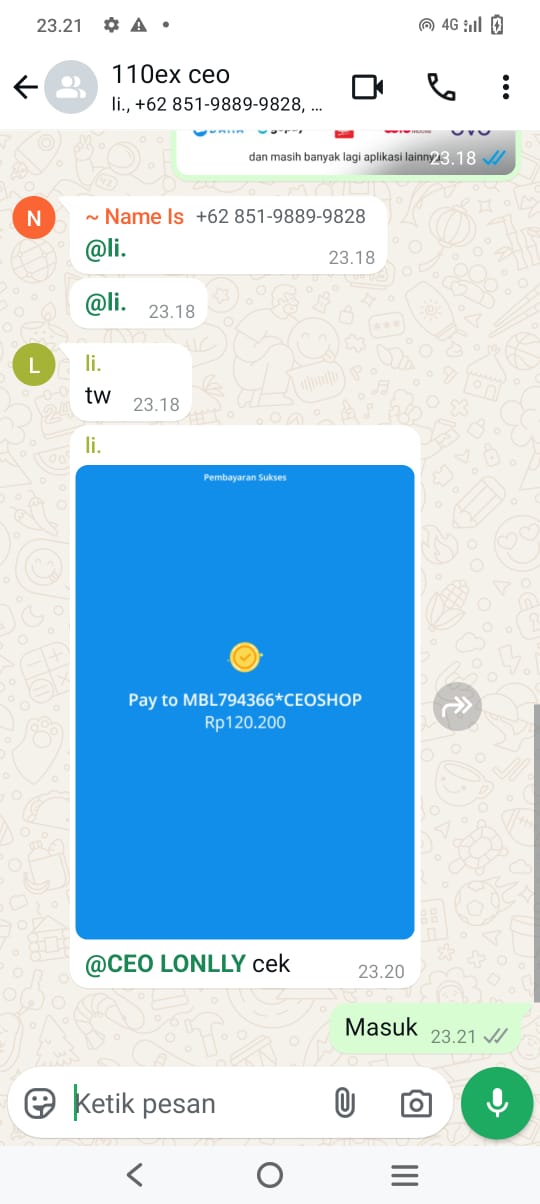 23.21
4G
110ex ceo
li., +62 851-9889-9828, ...
dan masih banyak lagi aplikasi lainnya
23.18
N
~ Name Is +62 851-9889-9828
@li.
23.18
@li. 23.18
L
li.
tw 23.18
li.
Pembayaran Sukses
Pay to MBL794366*CEOSHOP
Rp120.200
@CEO LONLLY cek
23.20
Masuk 23.21
Ketik pesan